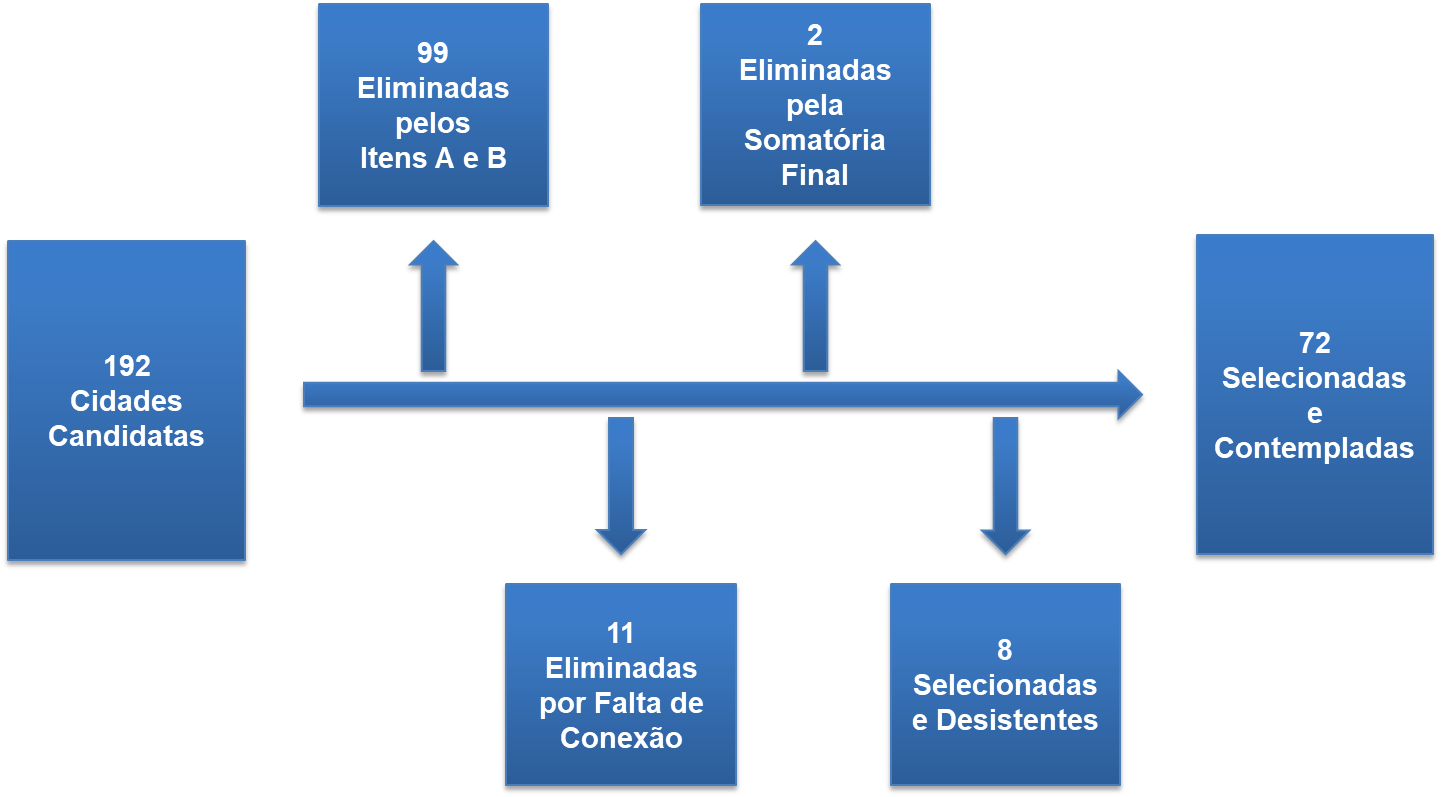 192
Cidades
Candidatas
99
Eliminadas
pelos
Itens A e B
11
Eliminadas
por Falta de
Conexão
2
Eliminadas
pela
Somatória
Final
8
Selecionadas
e Desistentes
72
Selecionadas
e
Contempladas